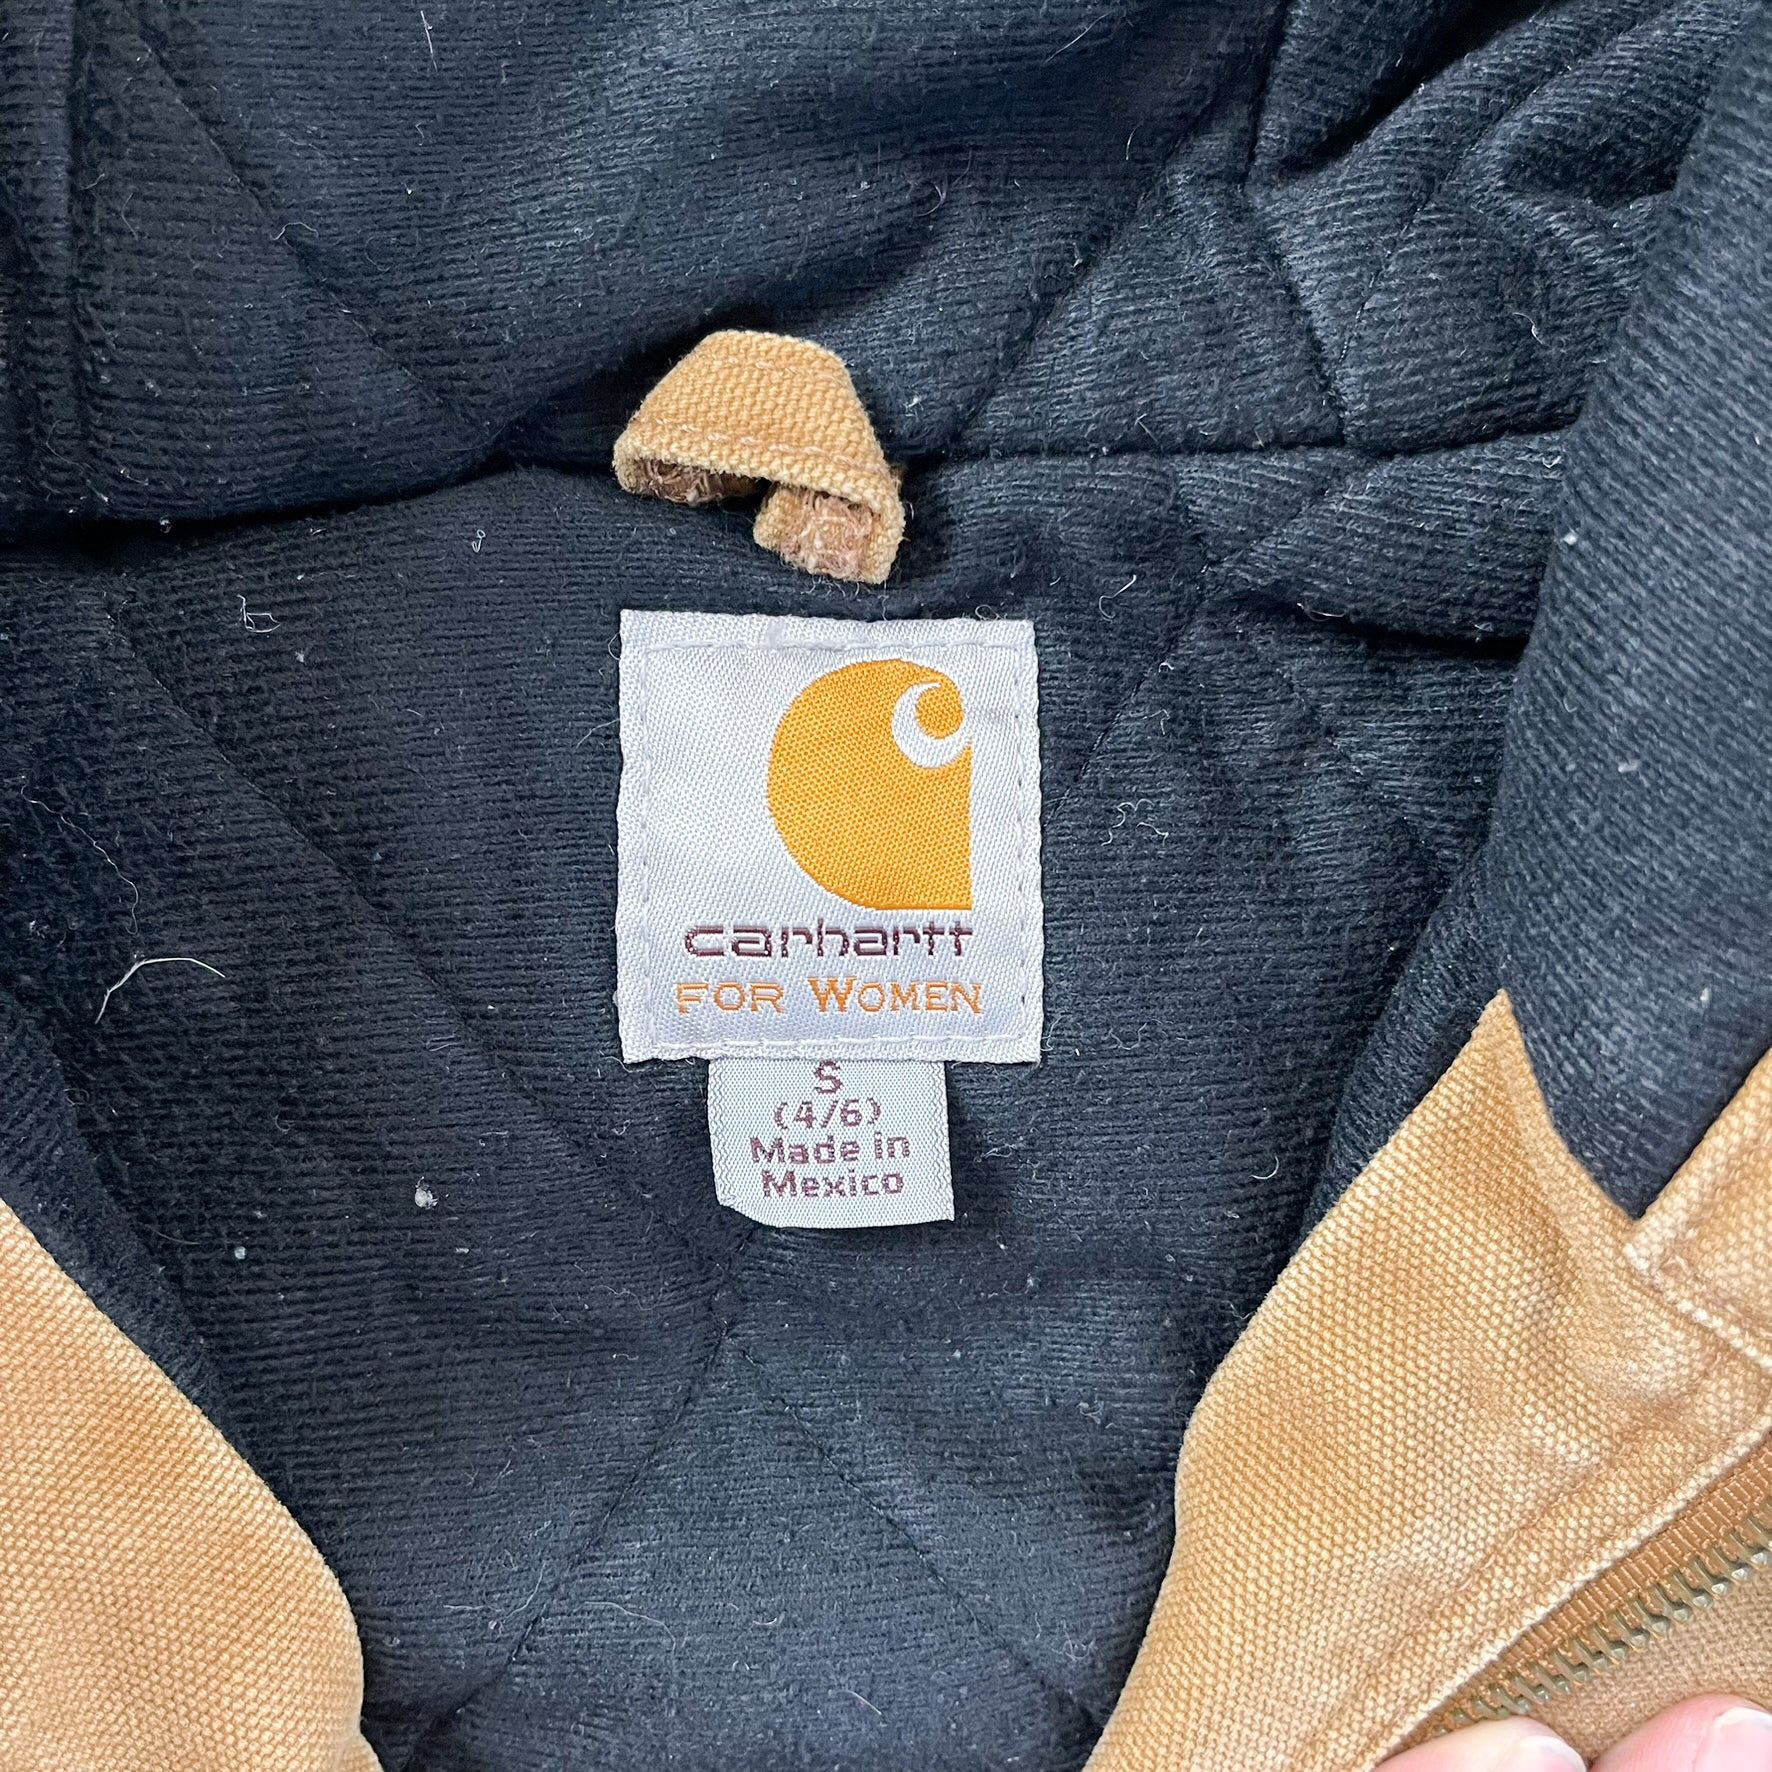 carhartt
FOR WOMEN
S
(4/6)
Made in
Mexico